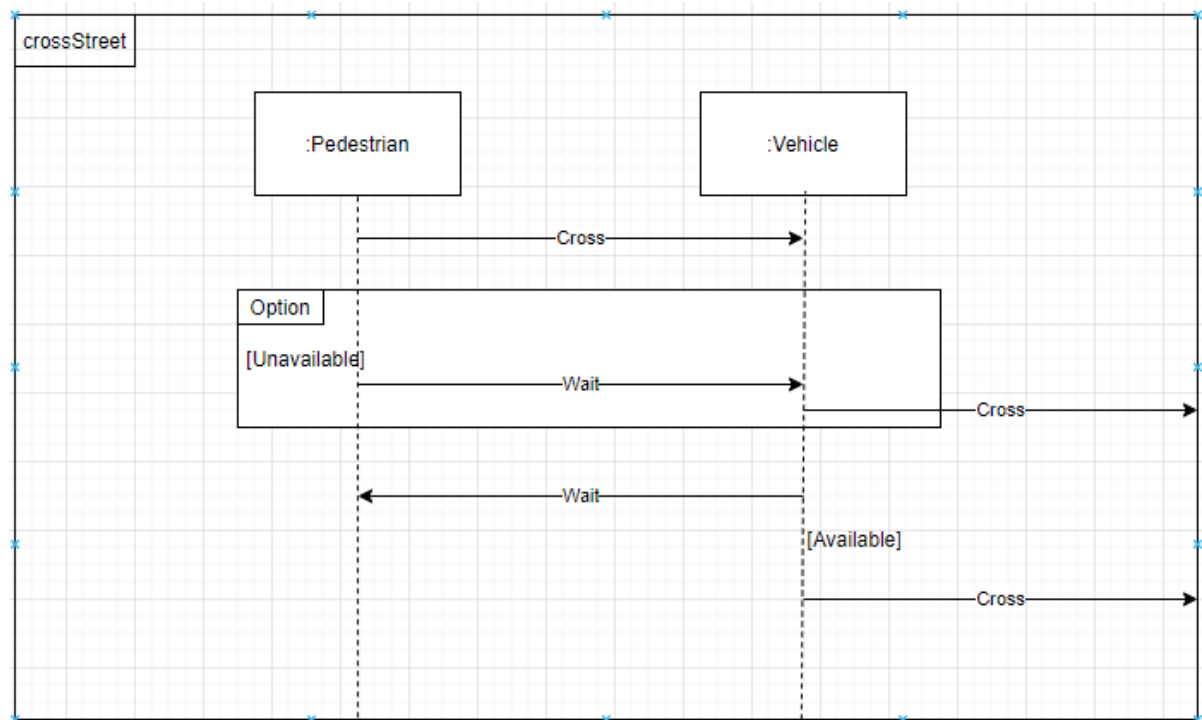 crossStreet
:Pedestrian
:Vehicle
Cross
Option
[Unavailable]
Wait
Cross
Wait
[Available]
Cross